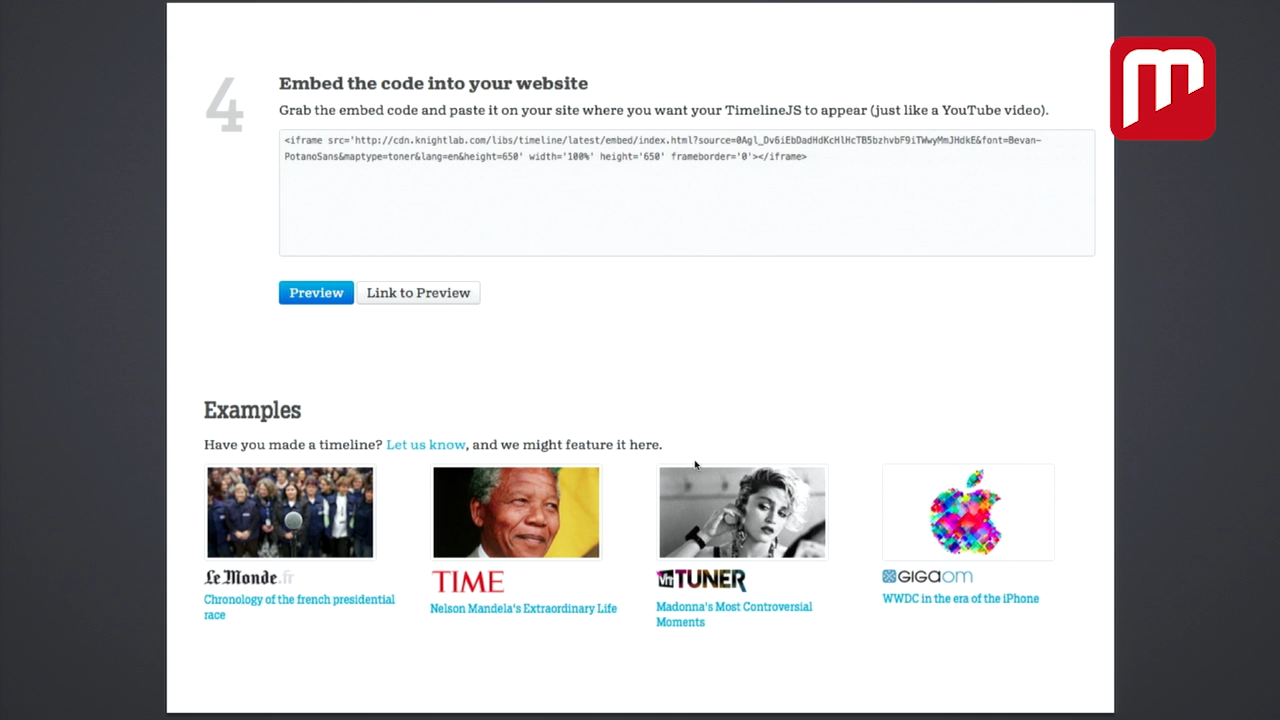 4
Embed the code into your website
Grab the embed code and paste it on your site where you want your TimelineJS to appear (just like a YouTube video).
<iframe src='http://cdn.knightlab.com/libs/timeline/latest/embed/index.html?source=0Agl_Dv6iEbDadHdKcHlHcTB5bzhvbF9iTWwyMmJHdkE&font=Bevan-
PotanoSans&maptype=toner&lang=en&height=650' width='100%' height='650' frameborder='0'></iframe>
Preview Link to Preview
Examples
Have you made a timeline? Let us know, and we might feature it here.
Le Monde.fr
Chronology of the french presidential
race
TIME
Nelson Mandela's Extraordinary Life
VH1 TUNER
Madonna's Most Controversial
Moments
GIGAOM
WWDC in the era of the iPhone